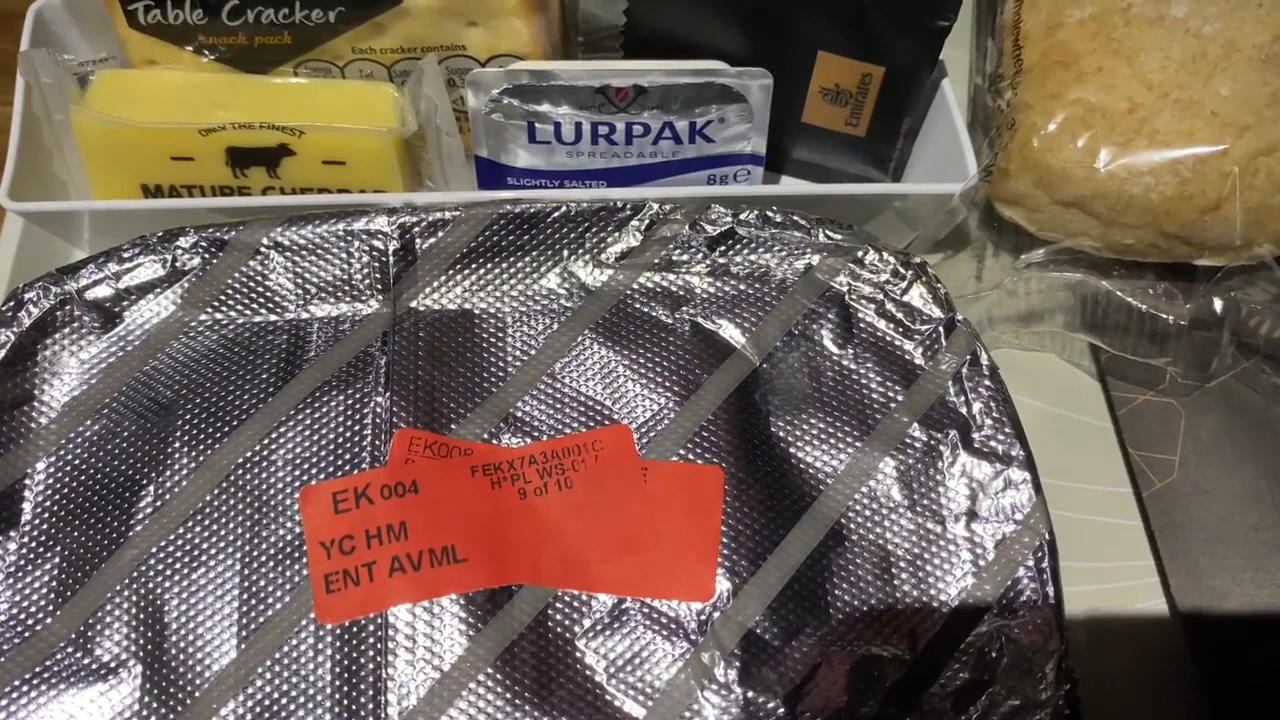 Table Cracker
snack pack
Each cracker contains
ONLY THE FINEST
MATURE CHEDDAR
LURPAK®
SPREADABLE
SLIGHTLY SALTED
8g e
Emirates
EK008
FEKX7A3A001C
H*PL WS-01
9 of 10
EK 004
YC HM
ENT AVML